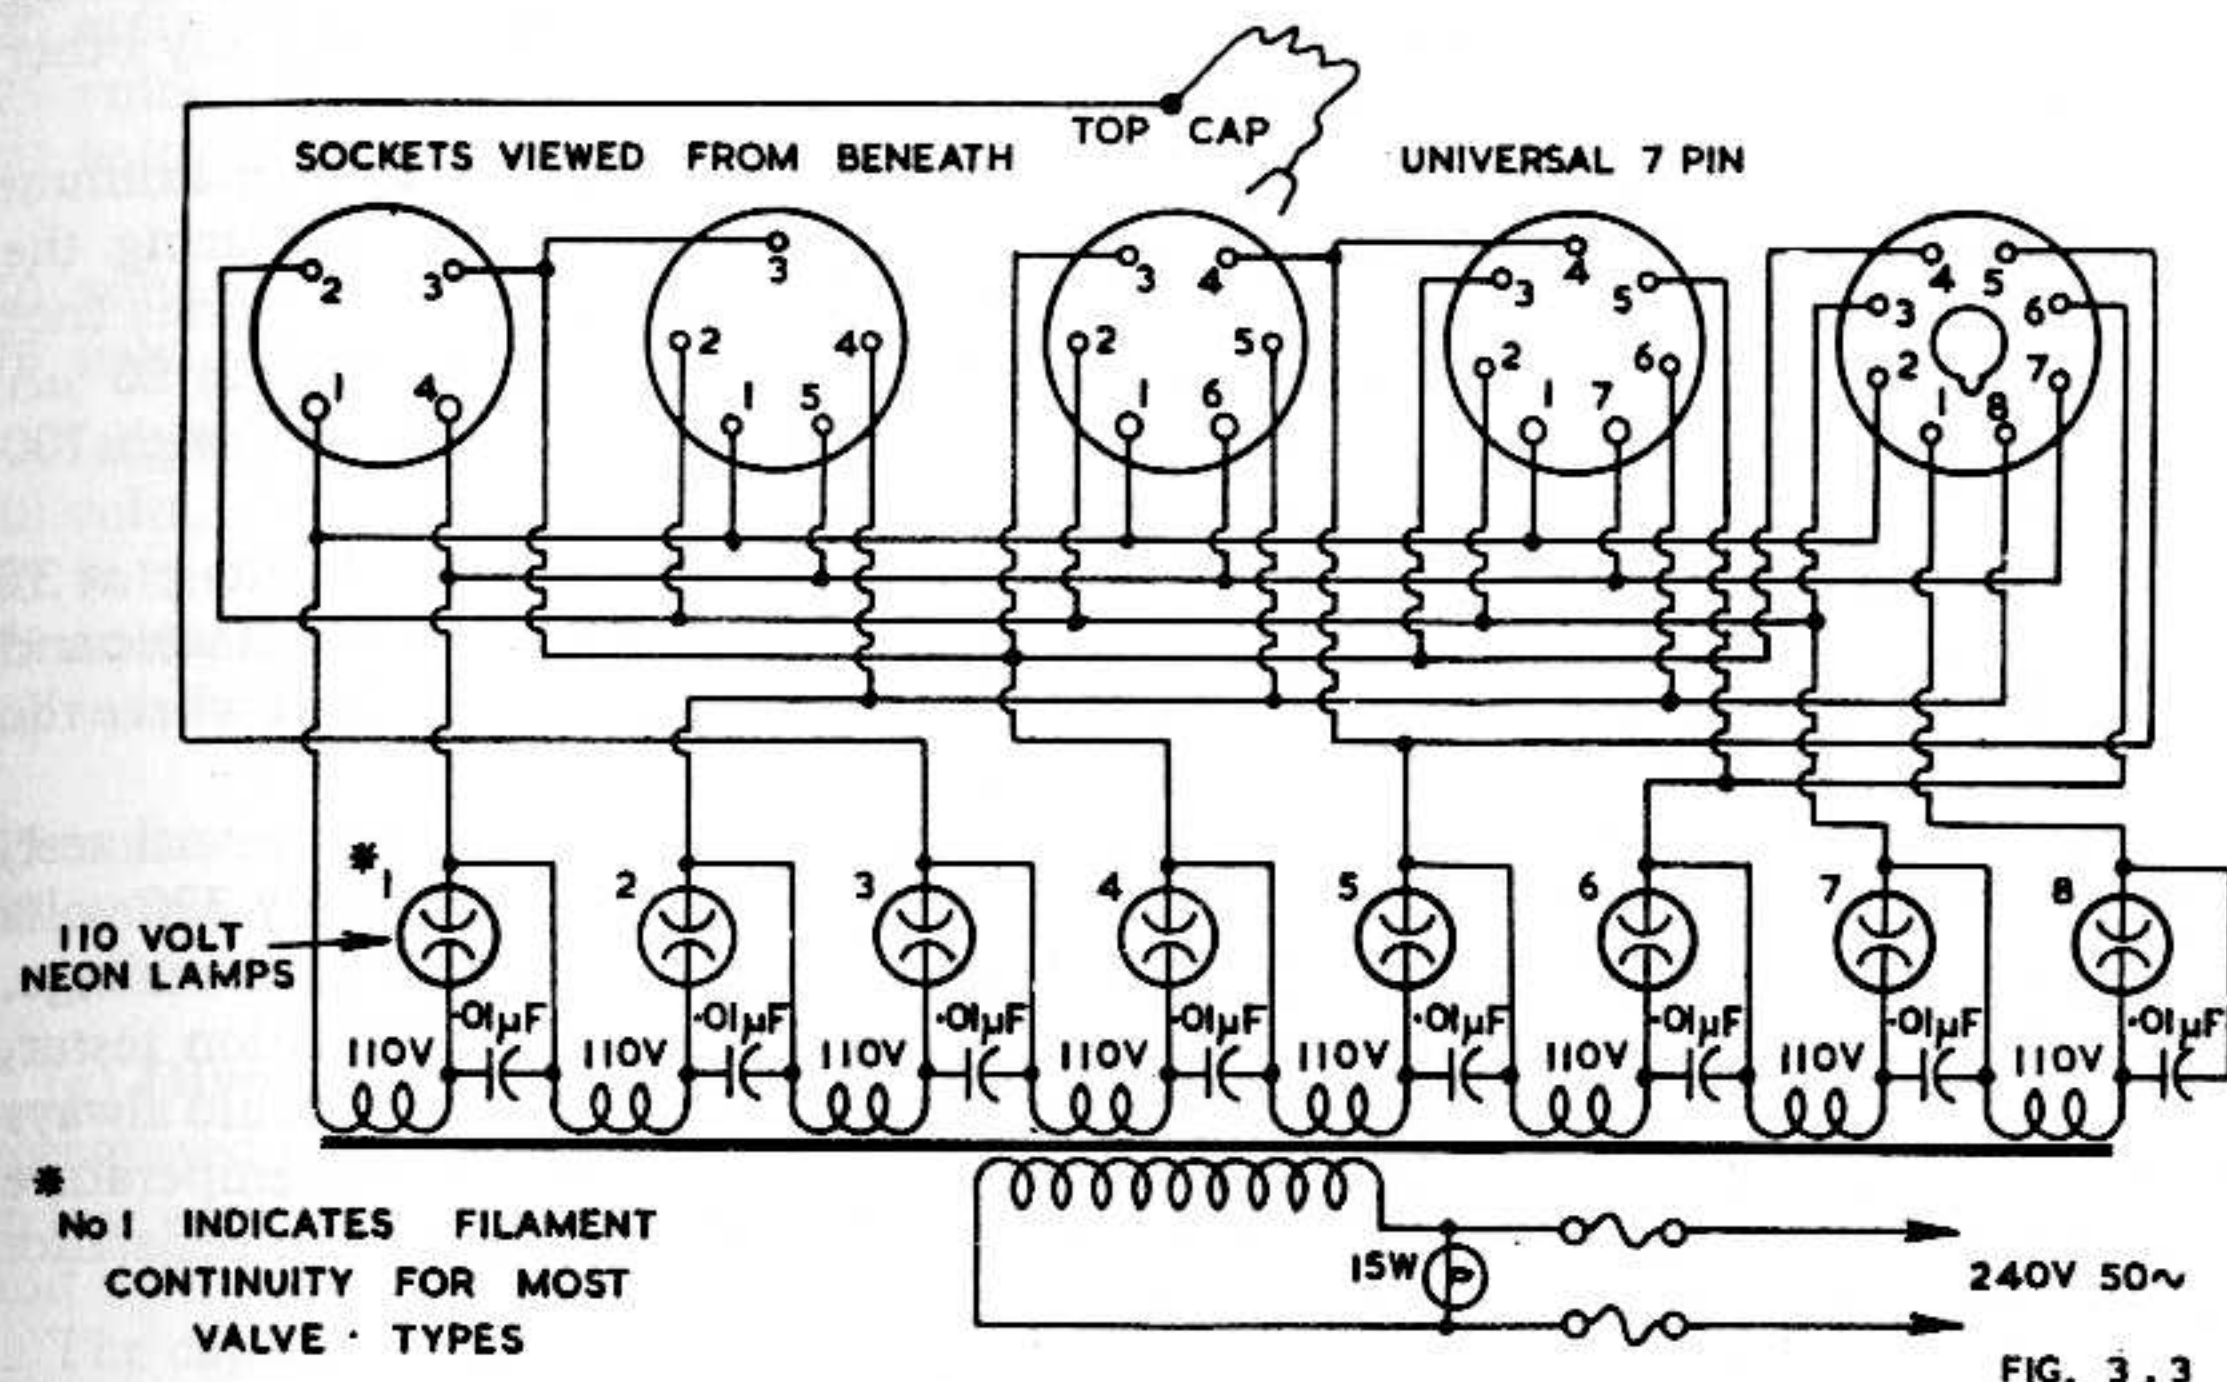 TOP CAP
SOCKETS VIEWED FROM BENEATH
UNIVERSAL 7 PIN
2 3 1 4
3 2 4 1 5
3 4 2 5 1 6
4 3 5 2 6 1 7
4 5 3 6 2 7 1 8
* 1 2 3 4 5 6 7 8
110 VOLT
NEON LAMPS
·01µF ·01µF ·01µF ·01µF ·01µF ·01µF ·01µF ·01µF
110V 110V 110V 110V 110V 110V 110V 110V
*
No 1 INDICATES FILAMENT
CONTINUITY FOR MOST
VALVE · TYPES
15W
240V 50~
FIG. 3.3